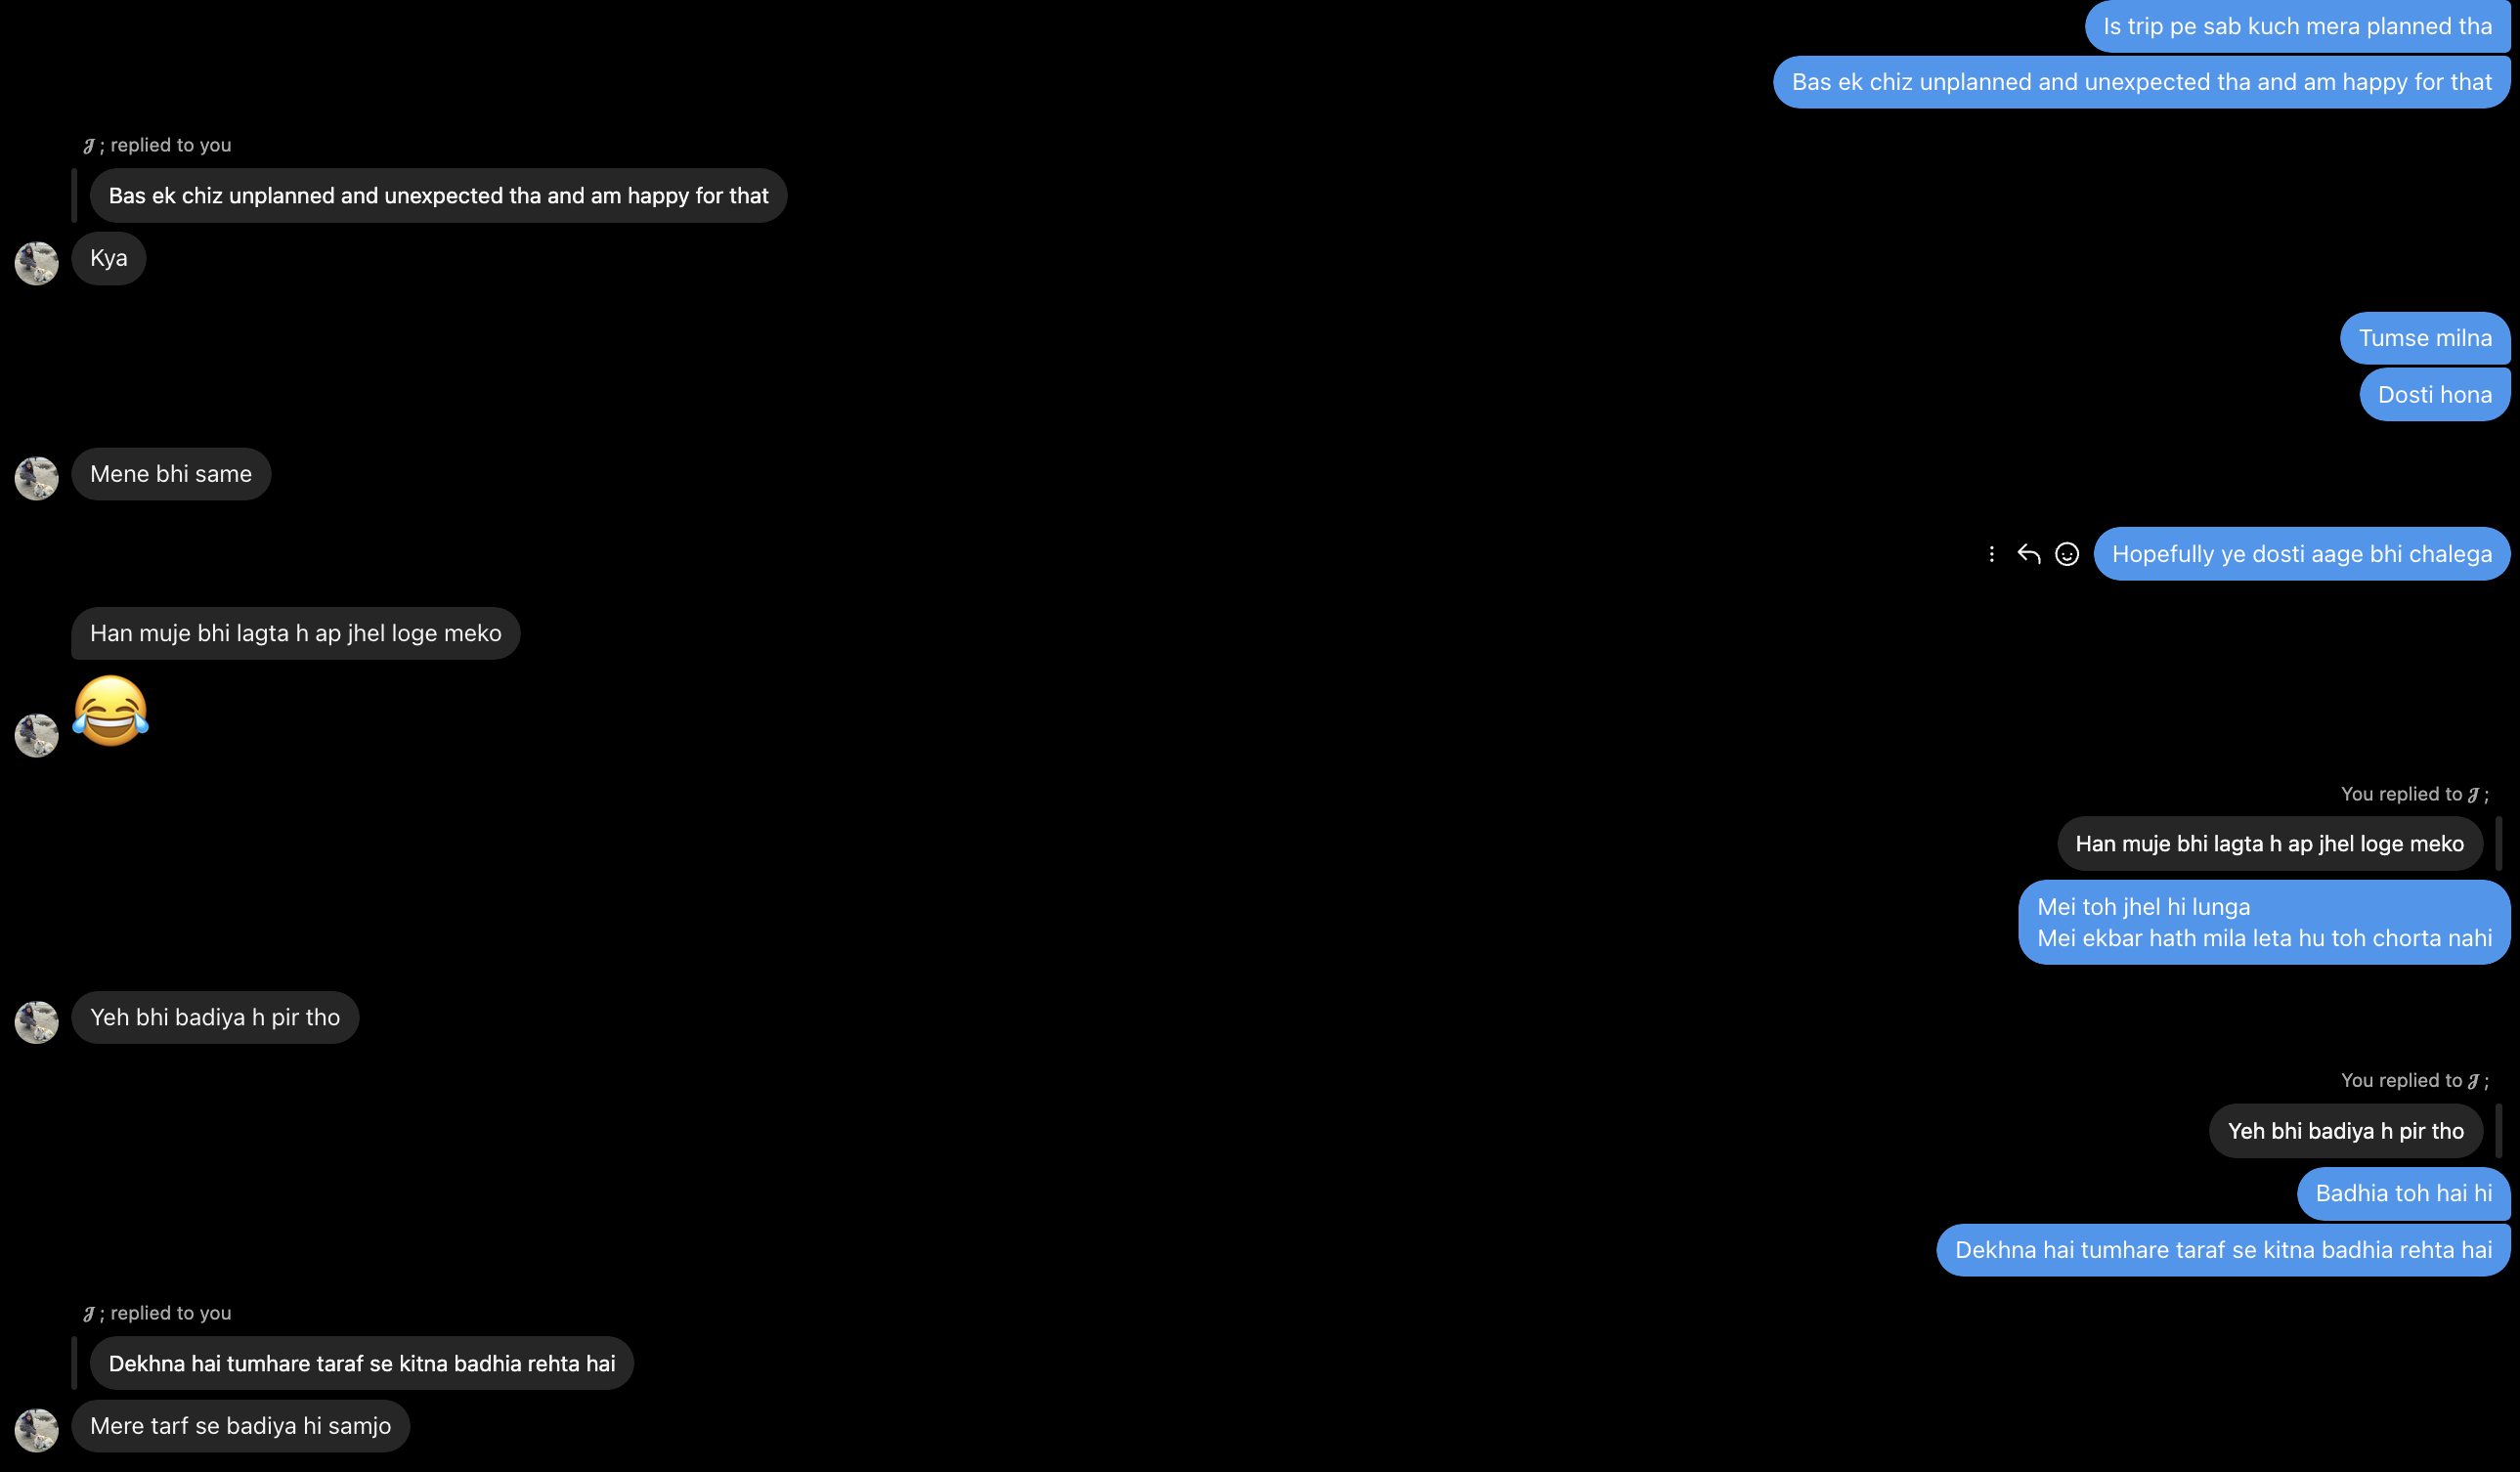 Is trip pe sab kuch mera planned tha
Bas ek chiz unplanned and unexpected tha and am happy for that
𝒥 ; replied to you
Bas ek chiz unplanned and unexpected tha and am happy for that
Kya
Tumse milna
Dosti hona
Mene bhi same
Hopefully ye dosti aage bhi chalega
Han muje bhi lagta h ap jhel loge meko
😂
You replied to 𝒥 ;
Han muje bhi lagta h ap jhel loge meko
Mei toh jhel hi lunga
Mei ekbar hath mila leta hu toh chorta nahi
Yeh bhi badiya h pir tho
You replied to 𝒥 ;
Yeh bhi badiya h pir tho
Badhia toh hai hi
Dekhna hai tumhare taraf se kitna badhia rehta hai
𝒥 ; replied to you
Dekhna hai tumhare taraf se kitna badhia rehta hai
Mere tarf se badiya hi samjo